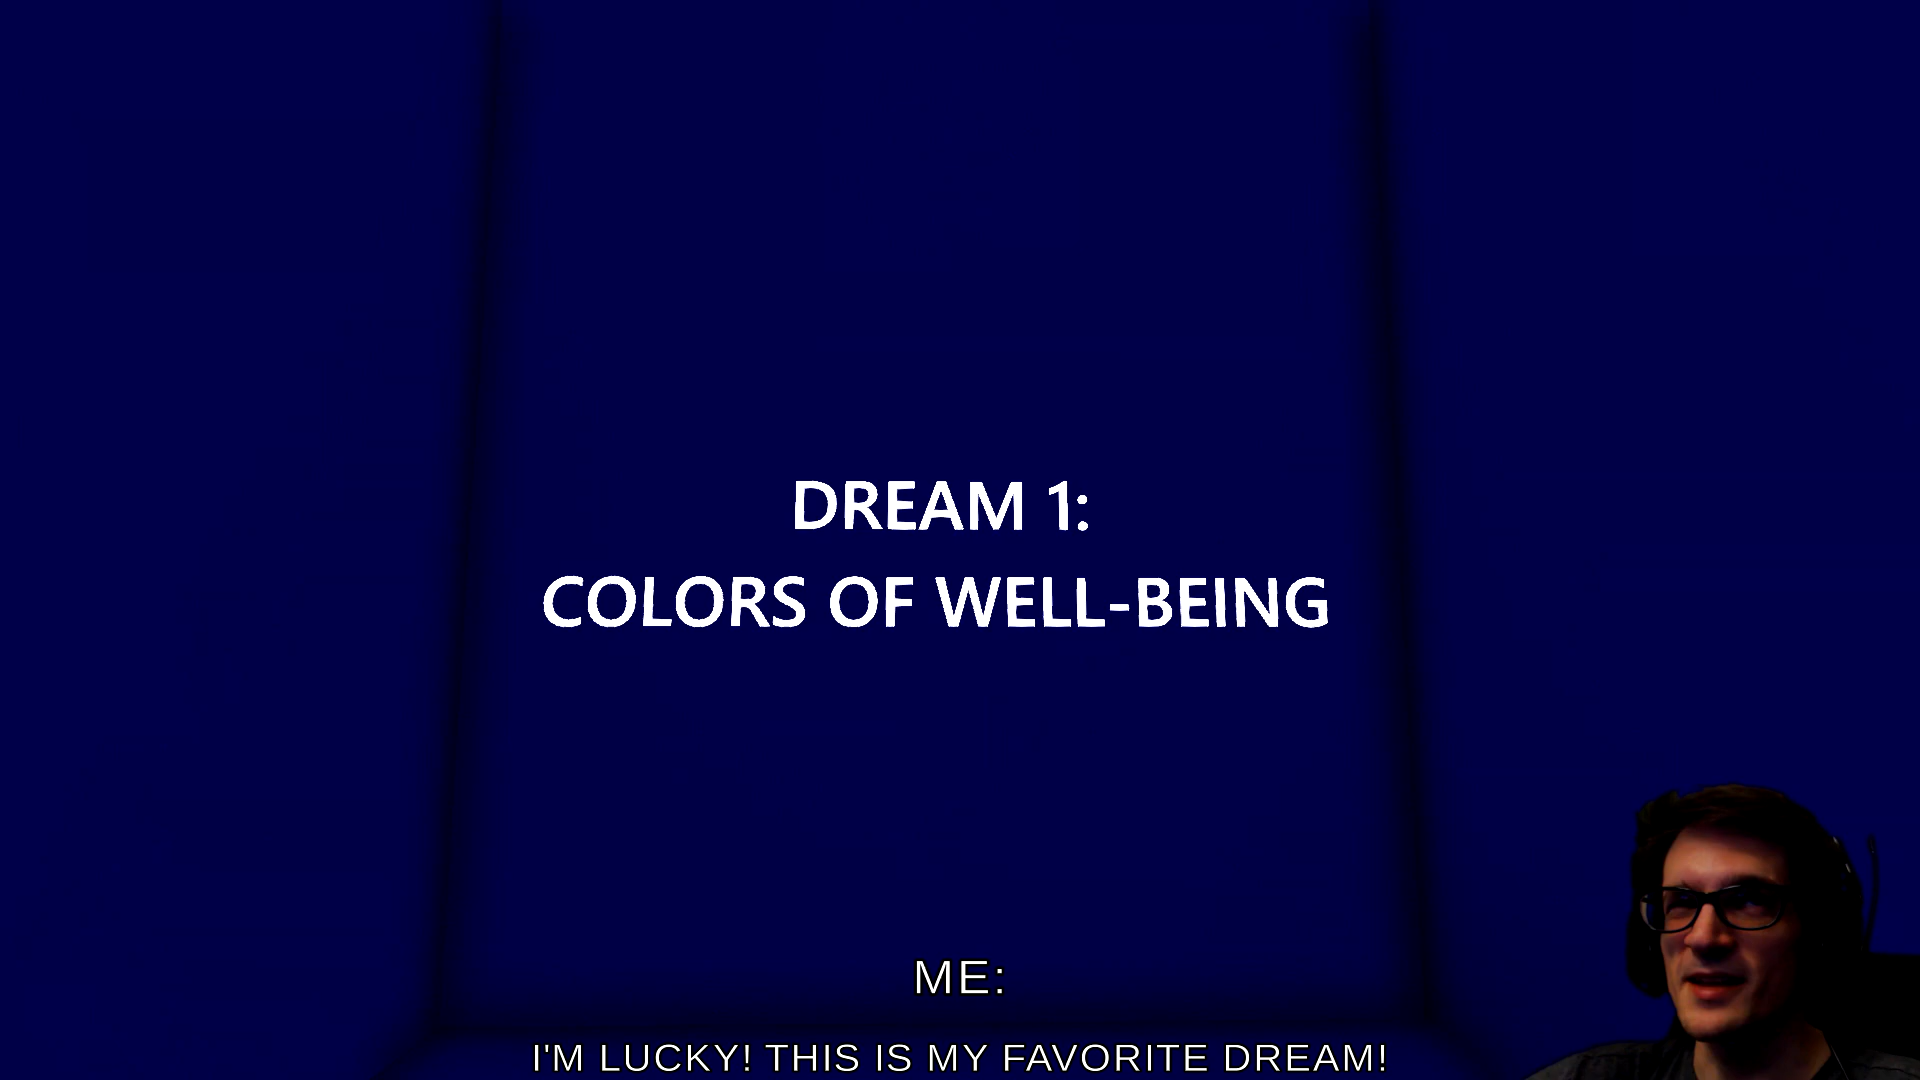 DREAM 1:
COLORS OF WELL-BEING
ME:
I'M LUCKY! THIS IS MY FAVORITE DREAM!